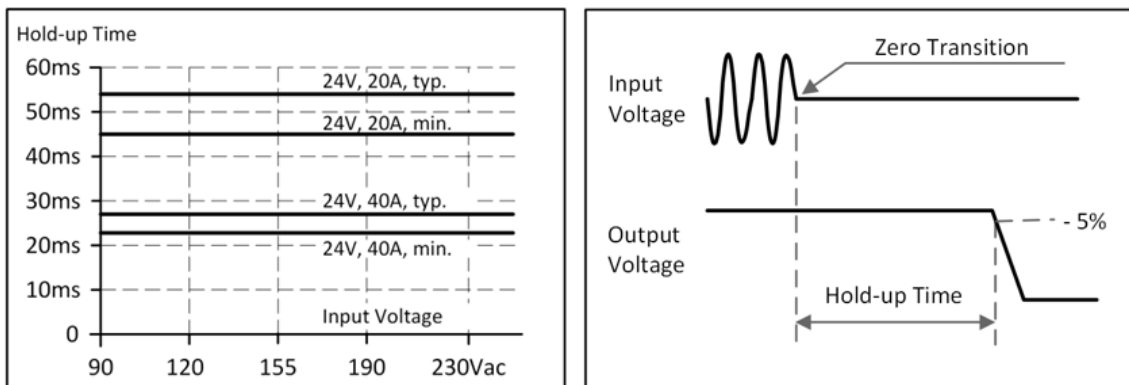 Hold-up Time
60ms
50ms
40ms
30ms
20ms
10ms
0
24V, 20A, typ.
24V, 20A, min.
24V, 40A, typ.
24V, 40A, min.
Input Voltage
90 120 155 190 230Vac
Zero Transition
Input
Voltage
Output
Voltage
- 5%
Hold-up Time